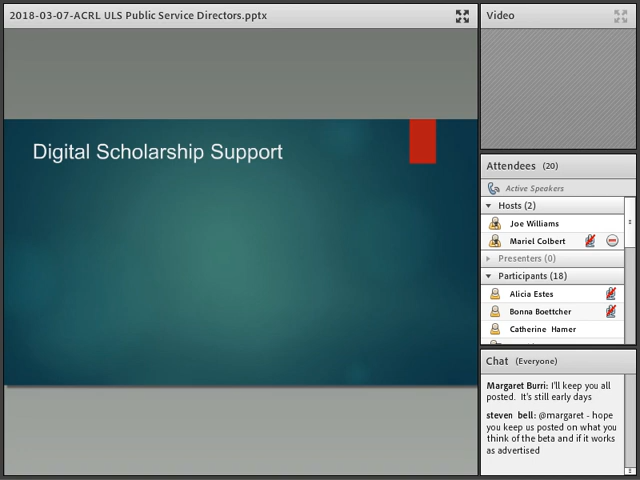 2018-03-07-ACRL ULS Public Service Directors.pptx
Digital Scholarship Support
Video
Attendees (20)
Active Speakers
Hosts (2)
Joe Williams
Mariel Colbert
Presenters (0)
Participants (18)
Alicia Estes
Bonna Boettcher
Catherine Hamer
Chat (Everyone)
Margaret Burri: I'll keep you all
posted. It's still early days
steven bell: @margaret - hope
you keep us posted on what you
think of the beta and if it works
as advertised